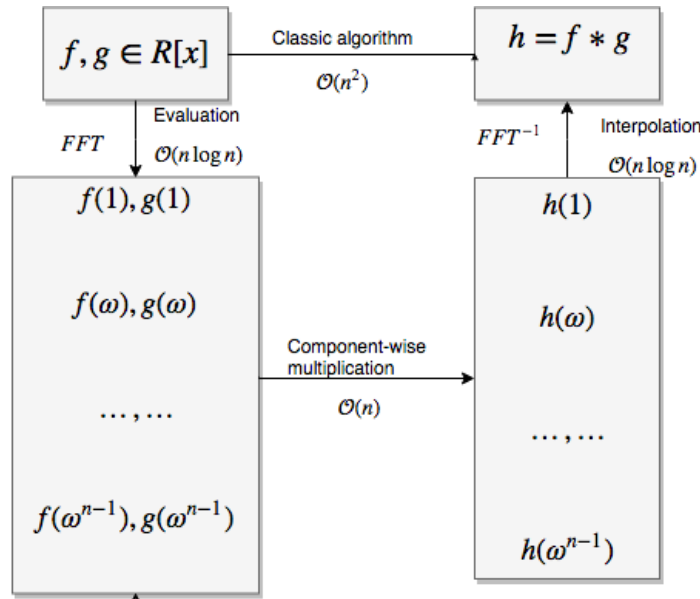 f, g ∈ R[x]
Classic algorithm
𝒪(n²)
h = f * g
FFT
Evaluation
𝒪(n log n)
FFT⁻¹
Interpolation
𝒪(n log n)
f(1), g(1)
f(ω), g(ω)
... , ...
f(ωⁿ⁻¹), g(ωⁿ⁻¹)
Component-wise
multiplication
𝒪(n)
h(1)
h(ω)
... , ...
h(ωⁿ⁻¹)